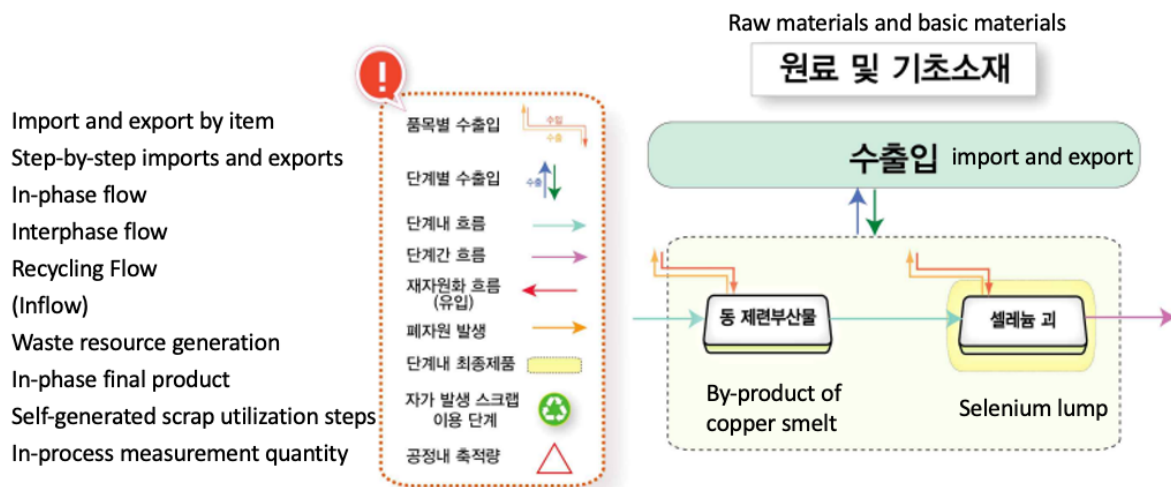 Raw materials and basic materials
원료 및 기초소재
수출입 import and export
Import and export by item
Step-by-step imports and exports
In-phase flow
Interphase flow
Recycling Flow
(Inflow)
Waste resource generation
In-phase final product
Self-generated scrap utilization steps
In-process measurement quantity
!
품목별 수출입
수입
수출
단계별 수출입
수출
단계내 흐름
단계간 흐름
재자원화 흐름
(유입)
폐자원 발생
단계내 최종제품
자가 발생 스크랩
이용 단계
공정내 축적량
동 제련부산물
셀레늄 괴
By-product of
copper smelt
Selenium lump